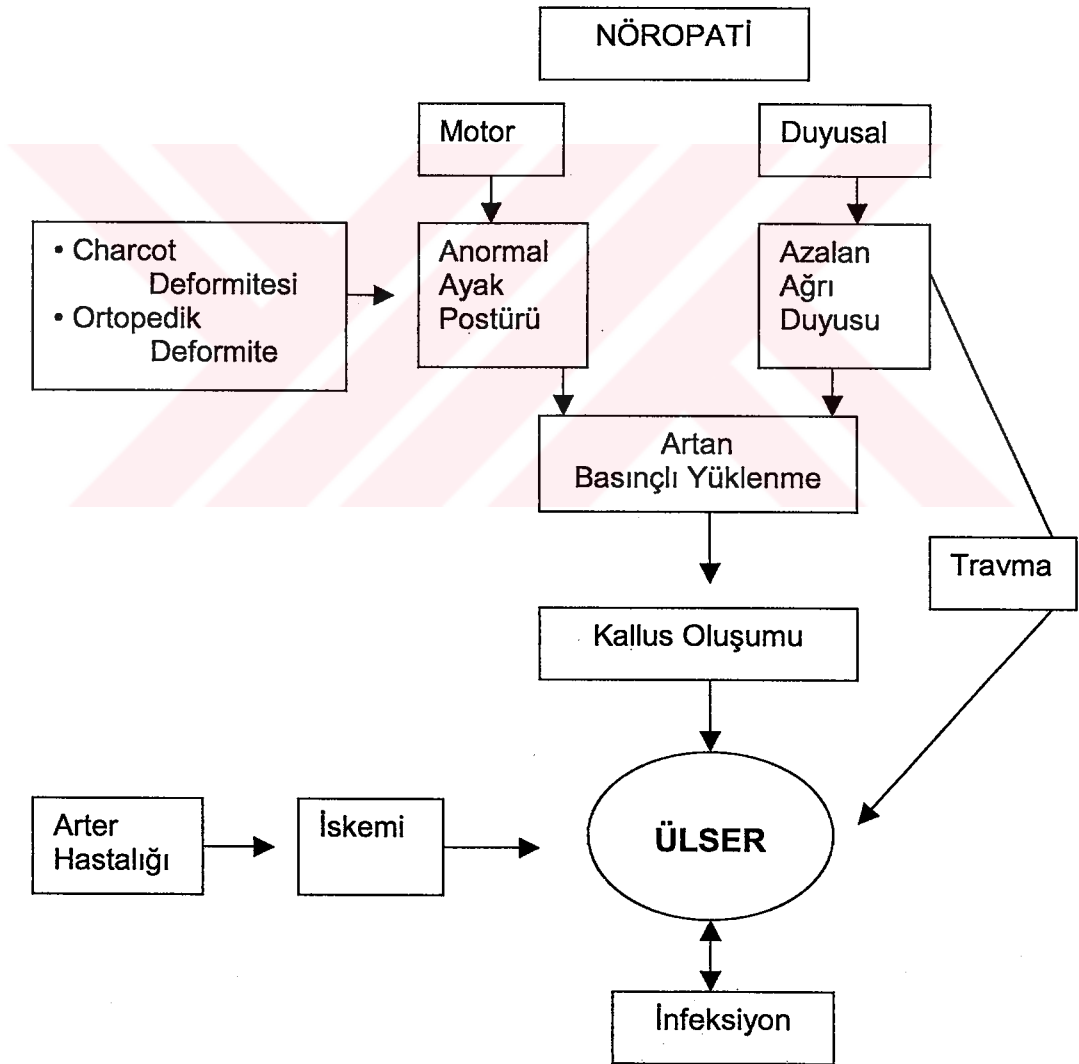 NÖROPATİ
Motor
Duyusal
• Charcot
Deformitesi
• Ortopedik
Deformite
Anormal
Ayak
Postürü
Azalan
Ağrı
Duyusu
Artan
Basınçlı Yüklenme
Travma
Kallus Oluşumu
Arter
Hastalığı
İskemi
ÜLSER
İnfeksiyon